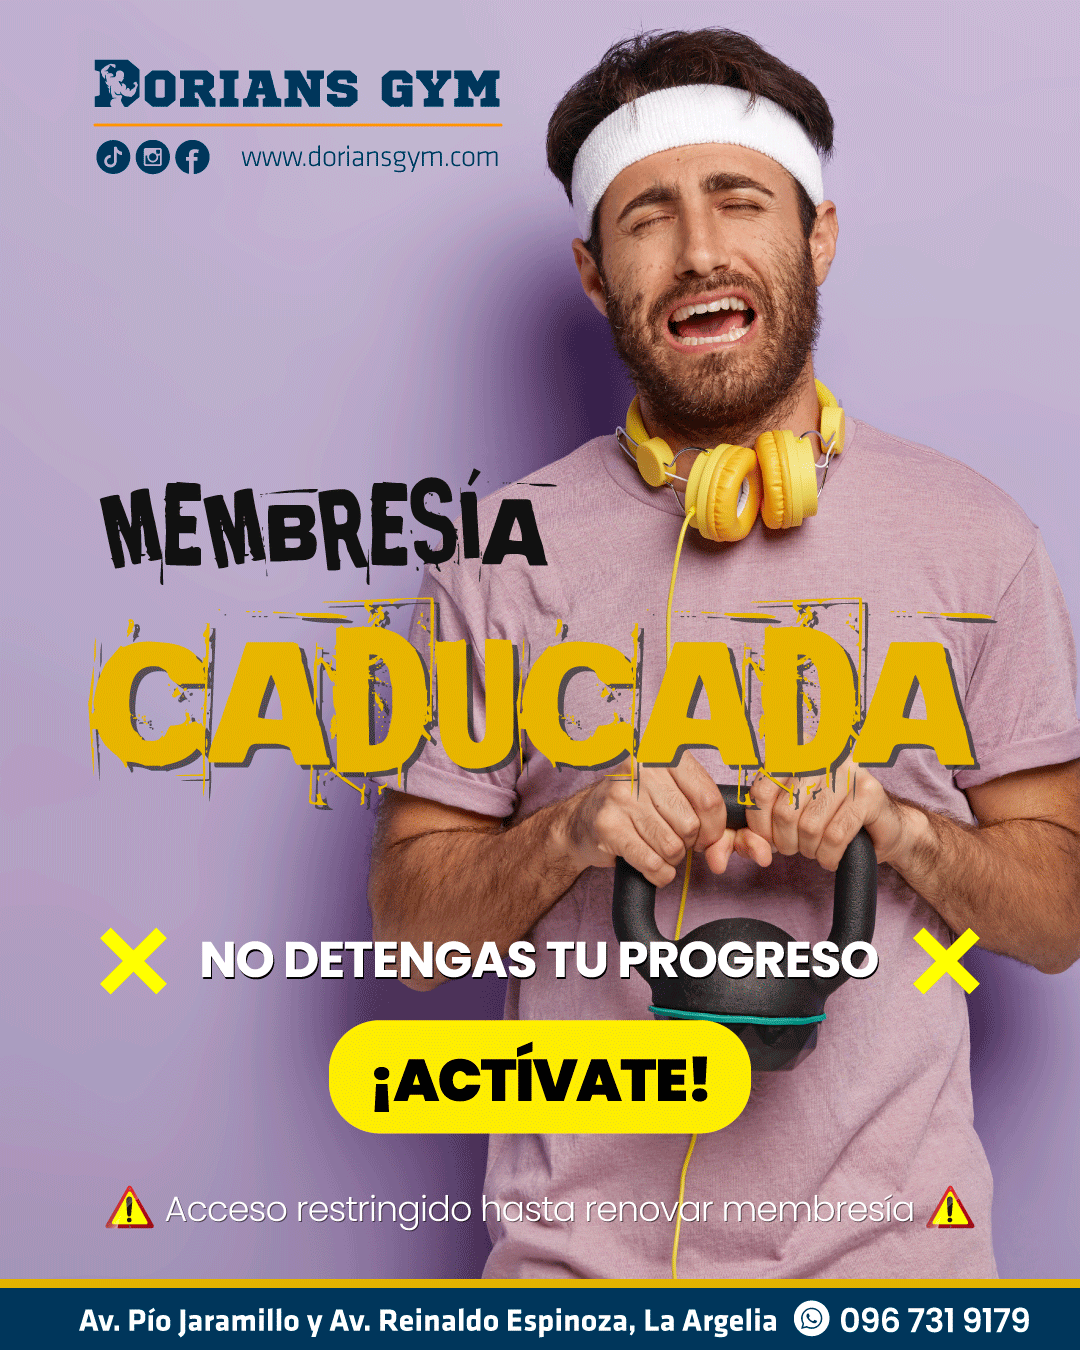 DORIANS GYM
www.doriansgym.com
MEMBRESÍA
CADUCADA
NO DETENGAS TU PROGRESO
¡ACTÍVATE!
Acceso restringido hasta renovar membresía
Av. Pío Jaramillo y Av. Reinaldo Espinoza, La Argelia 096 731 9179